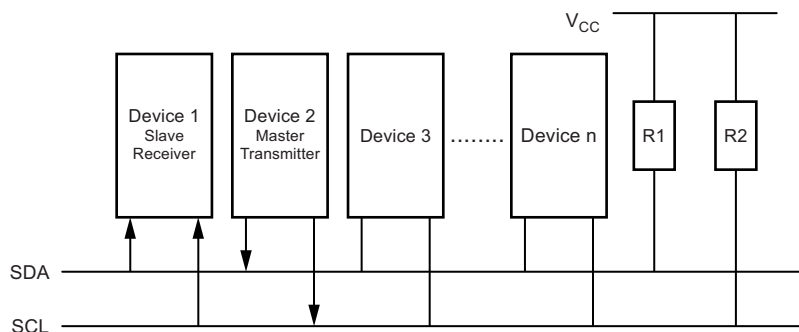 VCC
Device 1
Slave
Receiver
Device 2
Master
Transmitter
Device 3
........
Device n
R1
R2
SDA
SCL